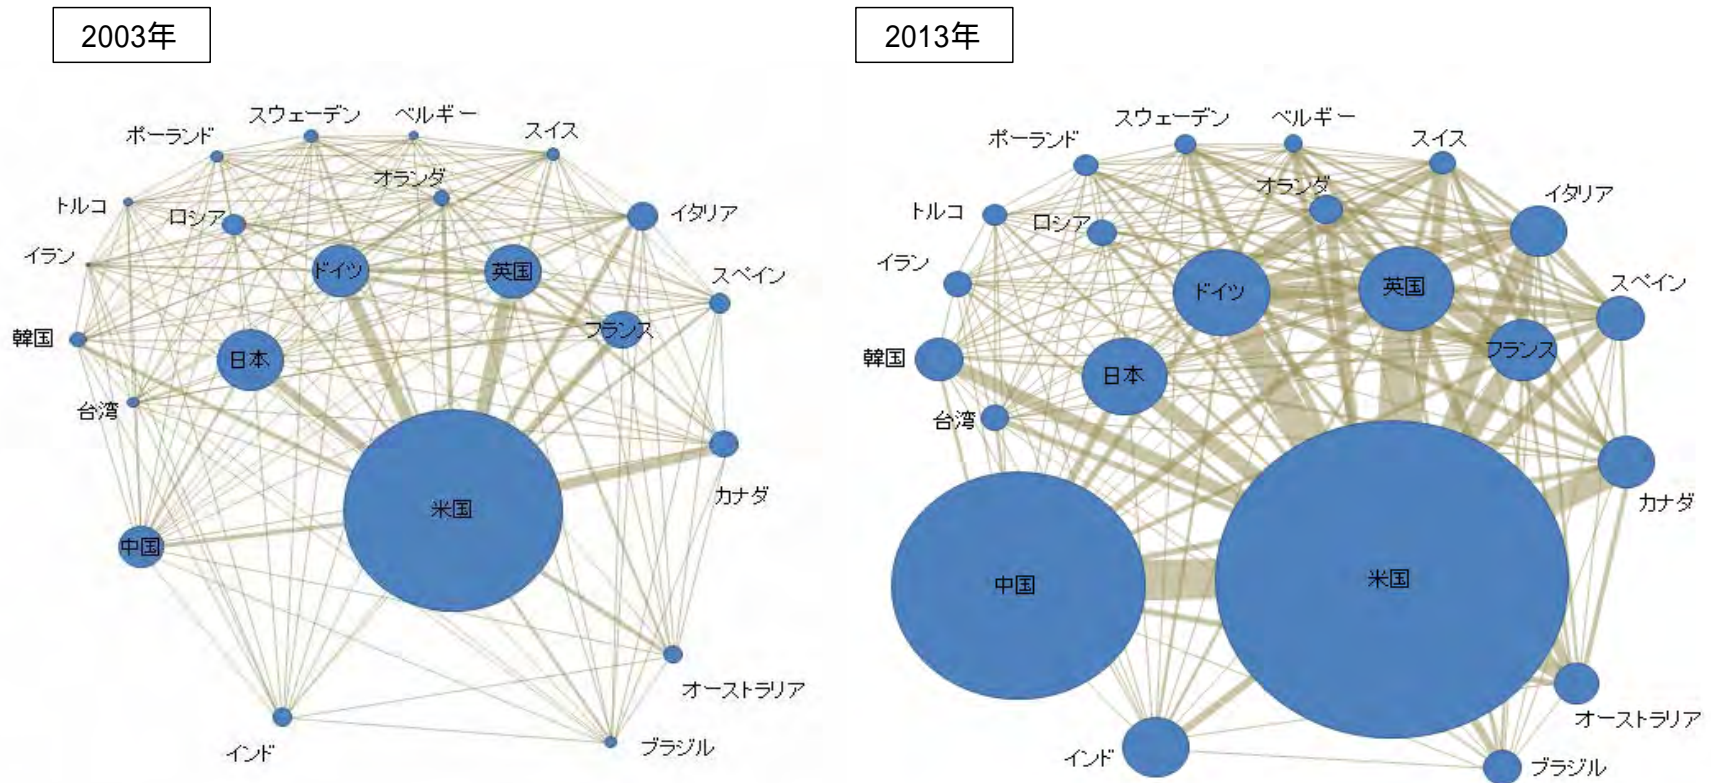 2003年
スウェーデン
ベルギー
ポーランド
スイス
オランダ
トルコ
ロシア
イタリア
イラン
ドイツ
英国
スペイン
韓国
日本
フランス
台湾
カナダ
米国
中国
オーストラリア
インド
ブラジル
2013年
スウェーデン
ベルギー
ポーランド
スイス
オランダ
イタリア
トルコ
ロシア
イラン
ドイツ
英国
スペイン
韓国
日本
フランス
台湾
カナダ
中国
米国
オーストラリア
インド
ブラジル